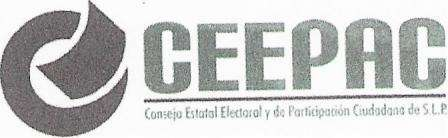 CEEPAC
Consejo Estatal Electoral y de Participación Ciudadana de S.L.P.